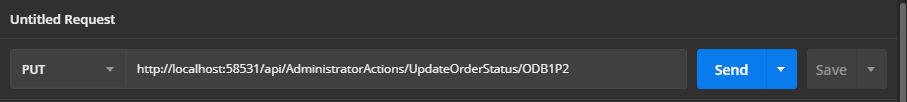 Untitled Request
PUT http://localhost:58531/api/AdministratorActions/UpdateOrderStatus/ODB1P2 Send Save